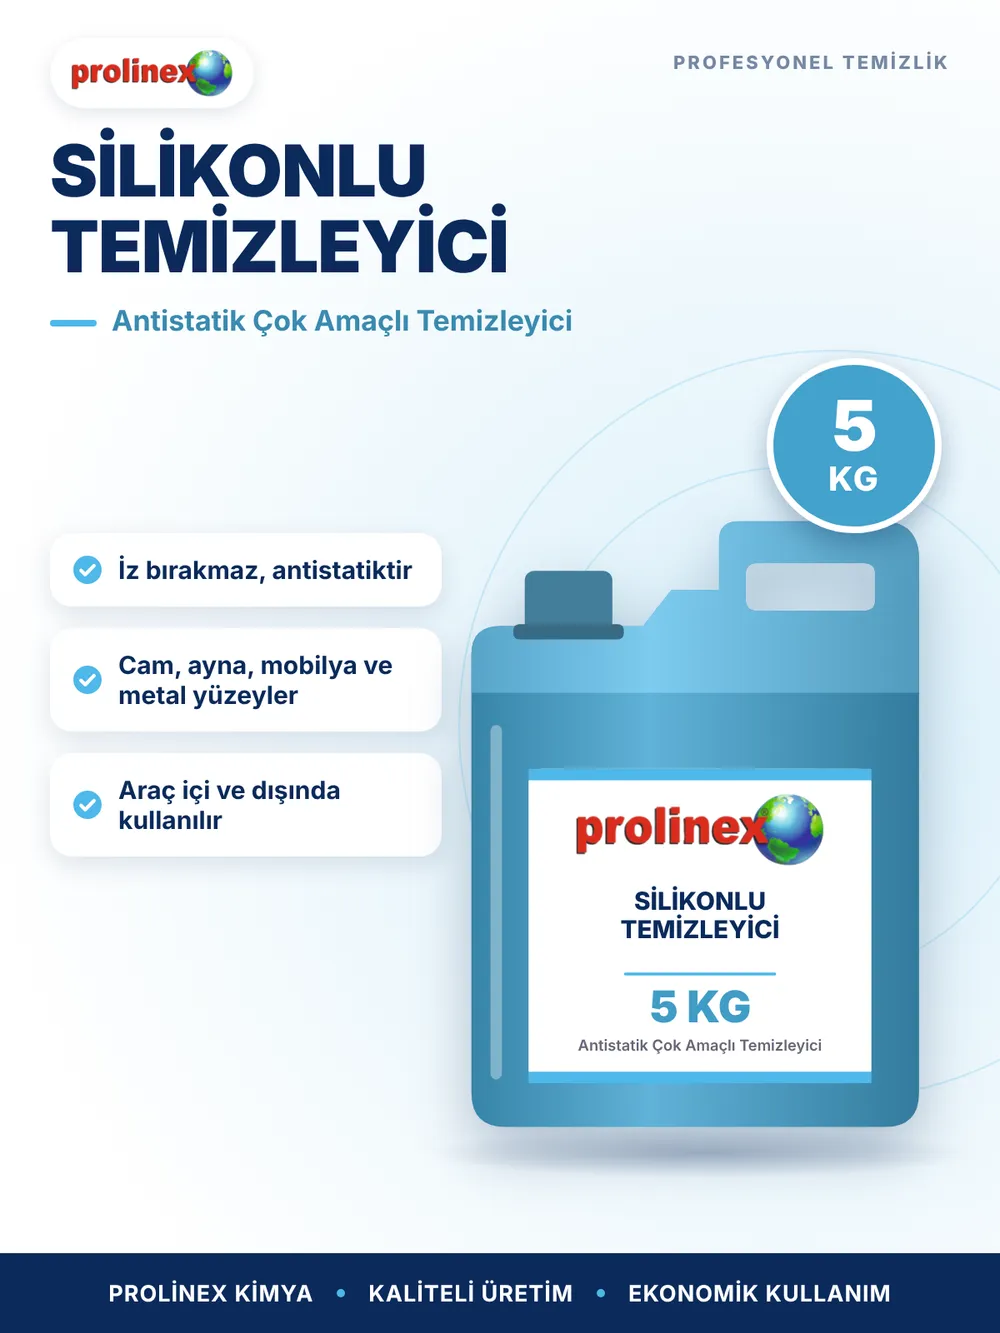 prolinex
PROFESYONEL TEMİZLİK
SİLİKONLU
TEMİZLEYİCİ
Antistatik Çok Amaçlı Temizleyici
5
KG
İz bırakmaz, antistatiktir
Cam, ayna, mobilya ve
metal yüzeyler
Araç içi ve dışında
kullanılır
prolinex®
SİLİKONLU
TEMİZLEYİCİ
5 KG
Antistatik Çok Amaçlı Temizleyici
PROLİNEX KİMYA • KALİTELİ ÜRETİM • EKONOMİK KULLANIM